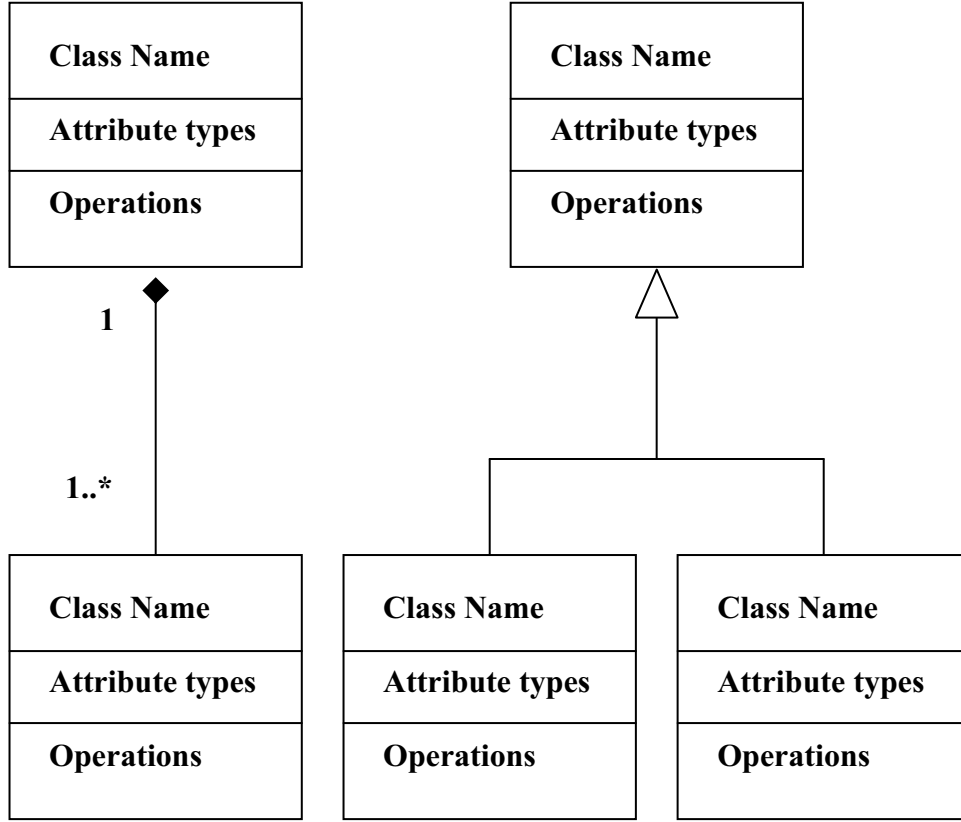 Class Name
Attribute types
Operations
Class Name
Attribute types
Operations
1
1..*
Class Name
Attribute types
Operations
Class Name
Attribute types
Operations
Class Name
Attribute types
Operations